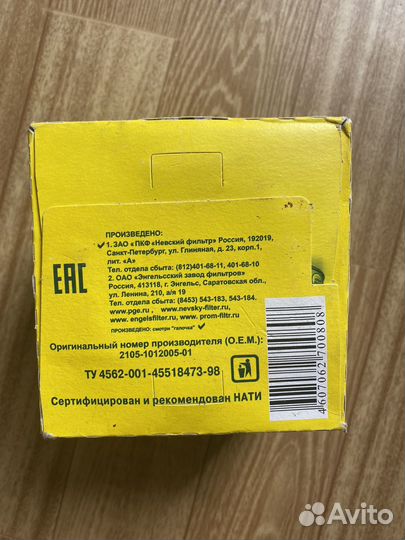 ПРОИЗВЕДЕНО:
✓ 1. ЗАО «ПКФ «Невский фильтр» Россия, 192019,
Санкт-Петербург, ул. Глиняная, д. 23, корп.1,
лит. «А»
Тел. отдела сбыта: (812)401-68-11, 401-68-10
2. ОАО «Энгельсский завод фильтров»
Россия, 413118, г. Энгельс, Саратовская обл.,
ул. Ленина, 210, а/я 19
Тел. отдела сбыта: (8453) 543-183, 543-184.
www.pge.ru , www.nevsky-filter.ru,
www.engelsfilter.ru, www.prom-filtr.ru
ПРОИЗВЕДЕНО: смотри "галочка" ✓
EAC
Оригинальный номер производителя (О.Е.М.):
2105-1012005-01
ТУ 4562-001-45518473-98
Сертифицирован и рекомендован НАТИ
4607062700808
Avito